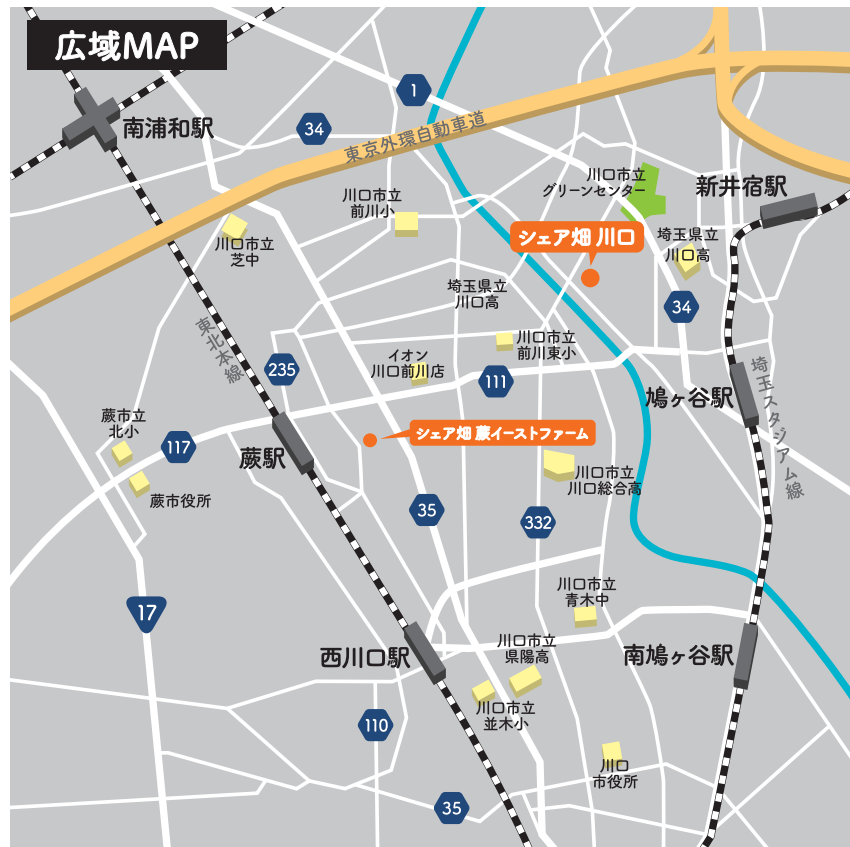 広域MAP
1
南浦和駅
34
東京外環自動車道
川口市立
グリーンセンター
新井宿駅
川口市立
前川小
川口市立
芝中
シェア畑 川口
埼玉県立
川口高
埼玉県立
川口高
34
東北本線
イオン
川口前川店
川口市立
前川東小
235
111
鳩ヶ谷駅
埼玉スタジアム線
蕨市立
北小
117
蕨駅
シェア畑 蕨イーストファーム
川口市立
川口総合高
蕨市役所
35
332
17
川口市立
青木中
西川口駅
川口市立
県陽高
南鳩ヶ谷駅
川口市立
並木小
110
川口
市役所
35